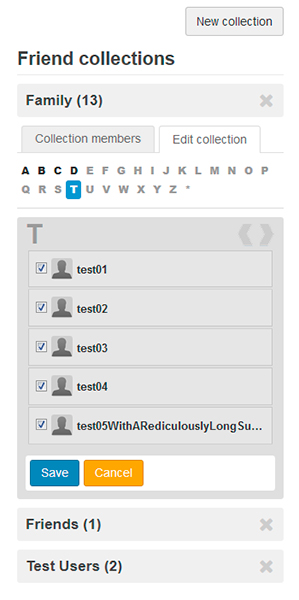 New collection
Friend collections
Family (13)
Collection members Edit collection
A B C D E F G H I J K L M N O P
Q R S T U V W X Y Z *
T
test01
test02
test03
test04
test05WithARediculouslyLongSu...
Save Cancel
Friends (1)
Test Users (2)